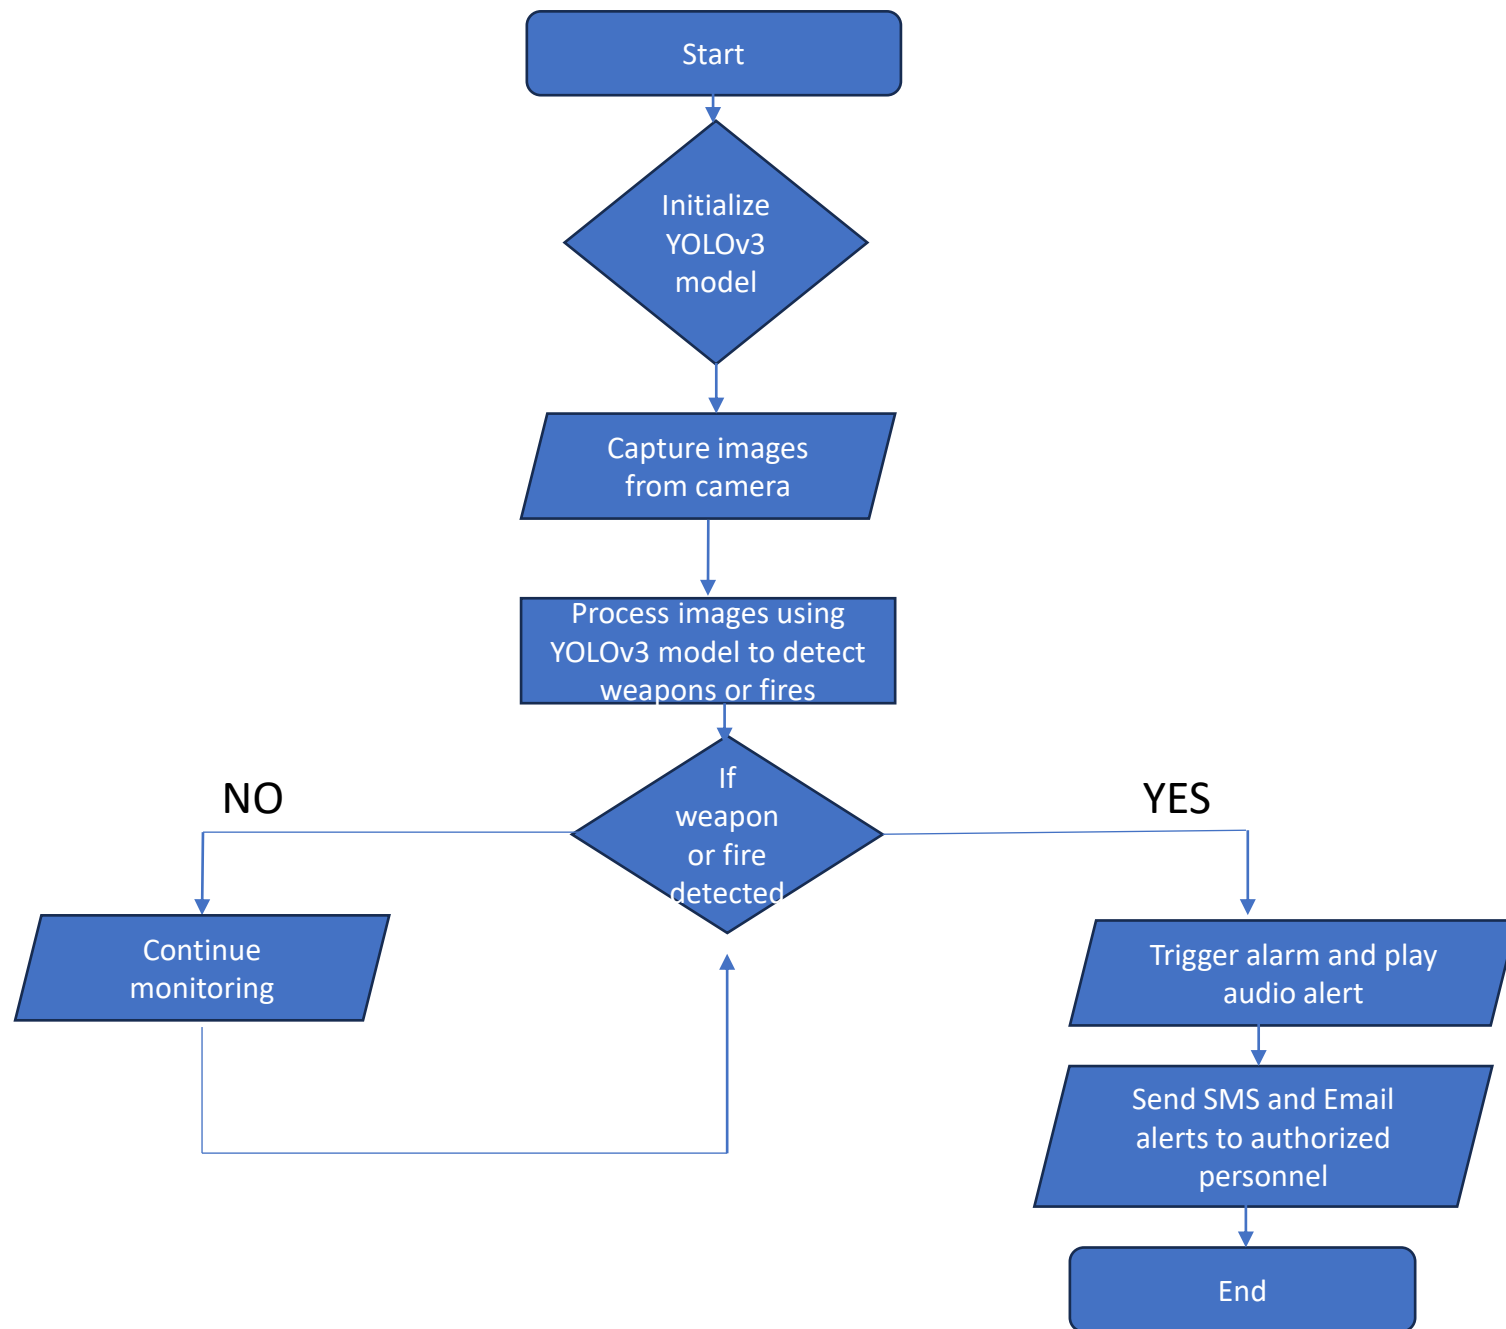 Start
Initialize
YOLOv3
model
Capture images
from camera
Process images using
YOLOv3 model to detect
weapons or fires
If
weapon
or fire
detected
NO
YES
Continue
monitoring
Trigger alarm and play
audio alert
Send SMS and Email
alerts to authorized
personnel
End